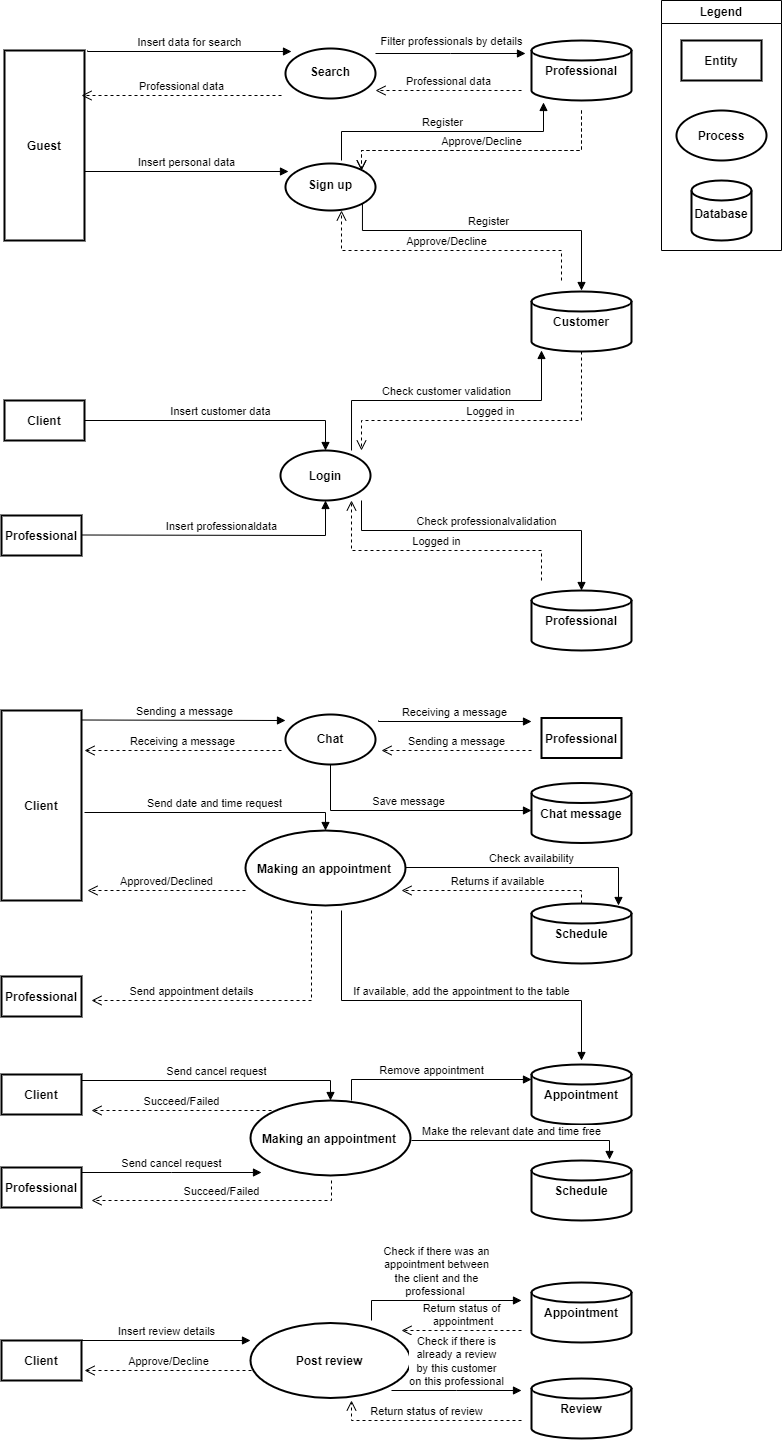 Legend
Entity
Process
Database
Insert data for search
Filter professionals by details
Search
Professional
Professional data
Professional data
Guest
Register
Approve/Decline
Insert personal data
Sign up
Register
Approve/Decline
Customer
Check customer validation
Insert customer data
Logged in
Client
Login
Professional
Insert professionaldata
Check professionalvalidation
Logged in
Professional
Sending a message
Receiving a message
Chat
Professional
Receiving a message
Sending a message
Client
Send date and time request
Save message
Chat message
Making an appointment
Check availability
Approved/Declined
Returns if available
Schedule
Professional
Send appointment details
If available, add the appointment to the table
Send cancel request
Remove appointment
Client
Appointment
Succeed/Failed
Making an appointment
Make the relevant date and time free
Send cancel request
Professional
Succeed/Failed
Schedule
Check if there was an
appointment between
the client and the
professional
Return status of
appointment
Appointment
Insert review details
Client
Approve/Decline
Post review
Check if there is
already a review
by this customer
on this professional
Return status of review
Review